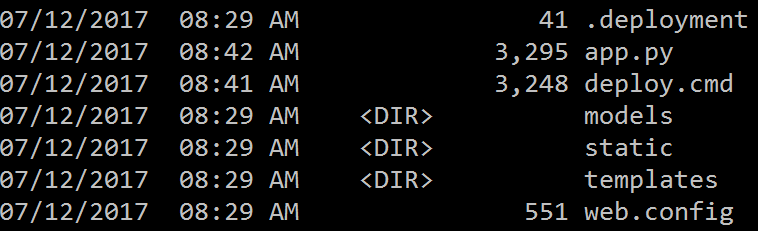 07/12/2017  08:29 AM                41 .deployment
07/12/2017  08:42 AM             3,295 app.py
07/12/2017  08:41 AM             3,248 deploy.cmd
07/12/2017  08:29 AM    <DIR>          models
07/12/2017  08:29 AM    <DIR>          static
07/12/2017  08:29 AM    <DIR>          templates
07/12/2017  08:29 AM               551 web.config